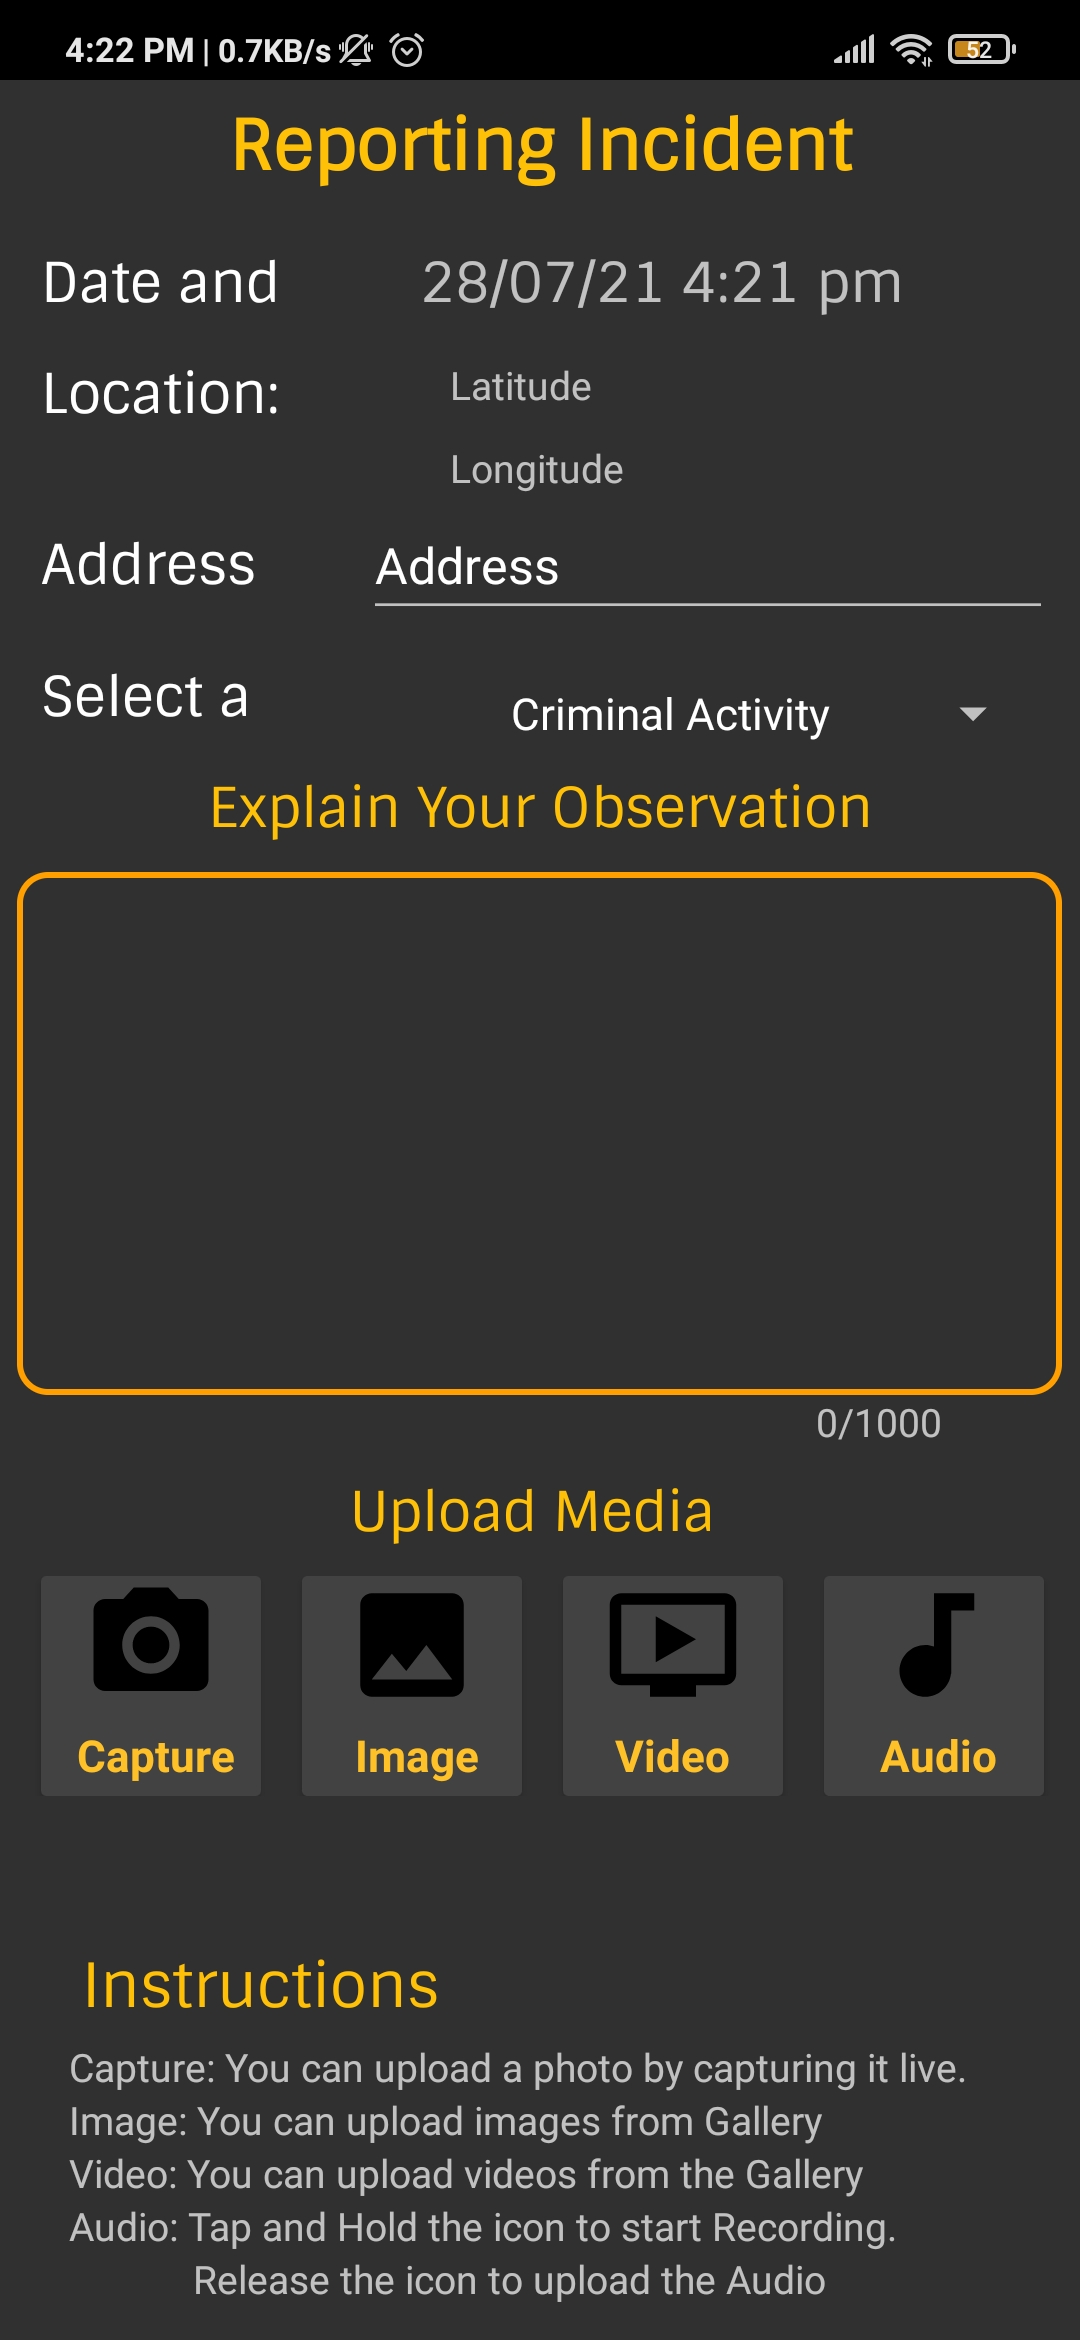 4:22 PM | 0.7KB/s 52
Reporting Incident
Date and 28/07/21 4:21 pm
Location: Latitude
Longitude
Address Address
Select a Criminal Activity
Explain Your Observation
0/1000
Upload Media
Capture Image Video Audio
Instructions
Capture: You can upload a photo by capturing it live.
Image: You can upload images from Gallery
Video: You can upload videos from the Gallery
Audio: Tap and Hold the icon to start Recording.
Release the icon to upload the Audio